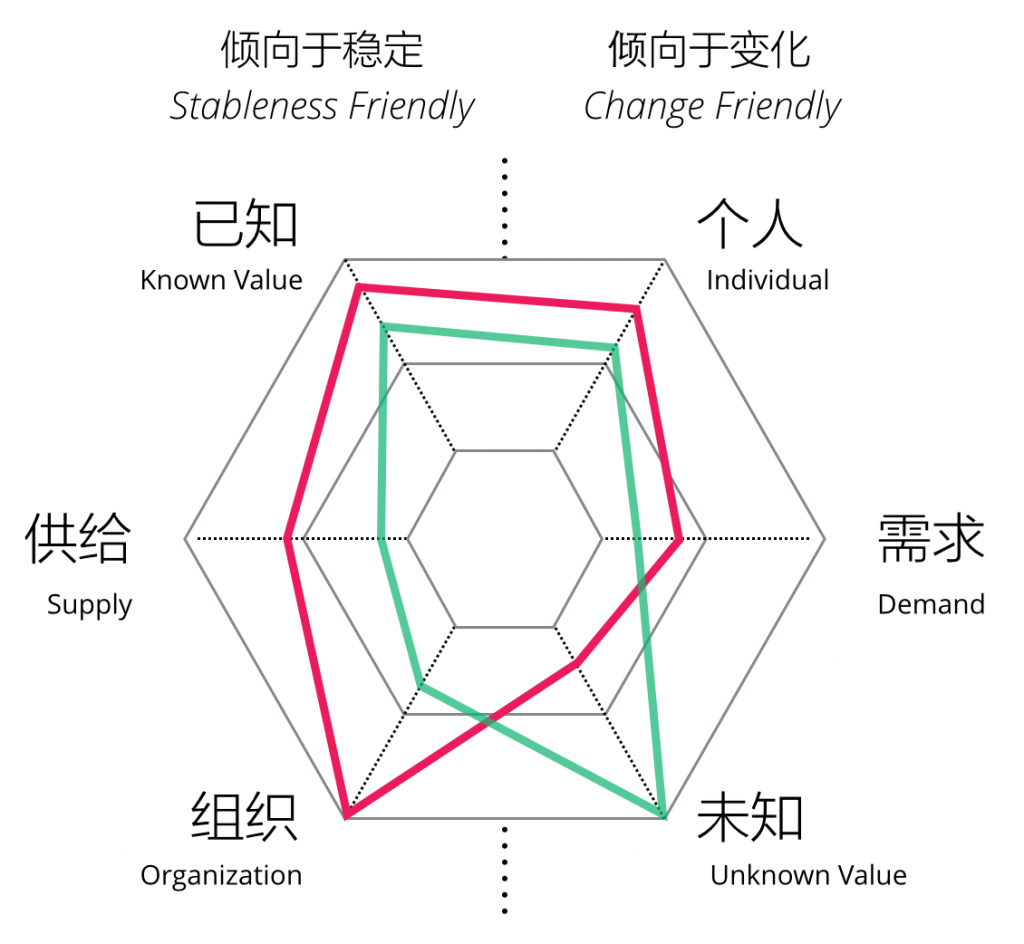 倾向于稳定
Stableness Friendly
倾向于变化
Change Friendly
已知
Known Value
个人
Individual
供给
Supply
需求
Demand
组织
Organization
未知
Unknown Value